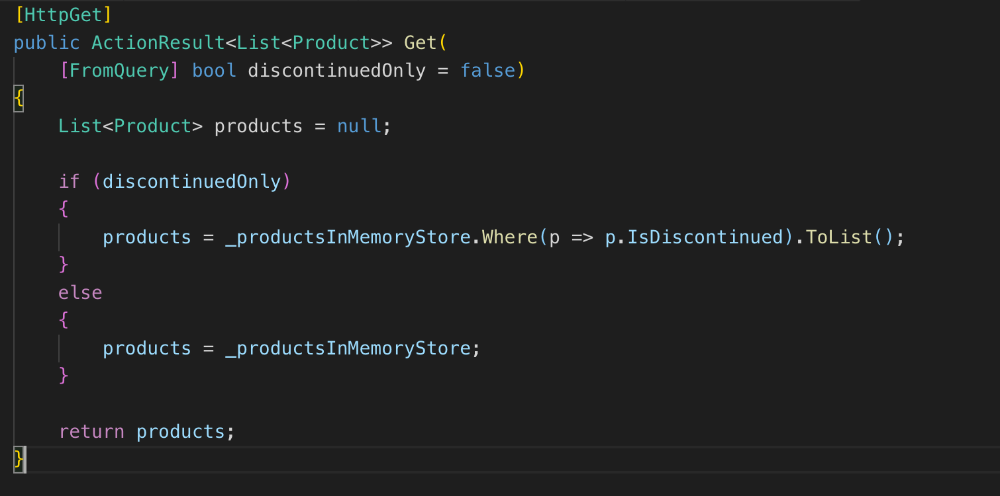 [HttpGet]
public ActionResult<List<Product>> Get(
    [FromQuery] bool discontinuedOnly = false)
{
    List<Product> products = null;

    if (discontinuedOnly)
    {
        products = _productsInMemoryStore.Where(p => p.IsDiscontinued).ToList();
    }
    else
    {
        products = _productsInMemoryStore;
    }

    return products;
}